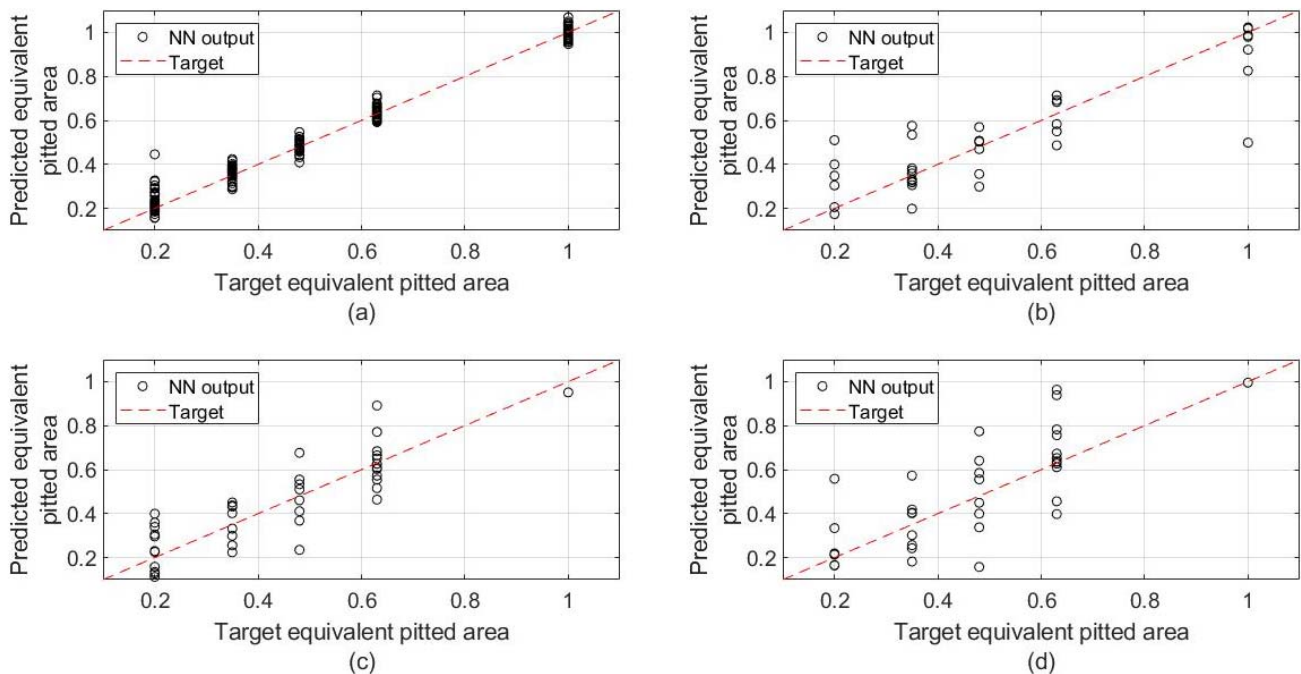 Predicted equivalent
pitted area
1
0.8
0.6
0.4
0.2
NN output
Target
0.2 0.4 0.6 0.8 1
Target equivalent pitted area
(a)
Predicted equivalent
pitted area
1
0.8
0.6
0.4
0.2
NN output
Target
0.2 0.4 0.6 0.8 1
Target equivalent pitted area
(b)
Predicted equivalent
pitted area
1
0.8
0.6
0.4
0.2
NN output
Target
0.2 0.4 0.6 0.8 1
Target equivalent pitted area
(c)
Predicted equivalent
pitted area
1
0.8
0.6
0.4
0.2
NN output
Target
0.2 0.4 0.6 0.8 1
Target equivalent pitted area
(d)